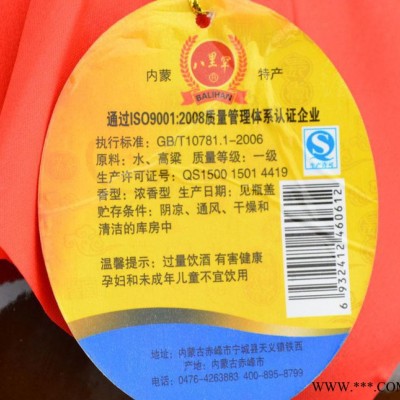 八里罕
BALIHAN
内蒙 特产
通过ISO9001:2008质量管理体系认证企业
执行标准: GB/T10781.1-2006
原料: 水、高粱 质量等级: 一级
生产许可证号: QS1500 1501 4419
香型: 浓香型 生产日期: 见瓶盖
贮存条件: 阴凉、通风、干燥和
清洁的库房中
温馨提示: 过量饮酒 有害健康
孕妇和未成年儿童不宜饮用
6 932412 460612
地址: 内蒙古赤峰市宁城县天义镇铁西
产地: 内蒙古赤峰市
电话: 0476-4263883 400-895-8799
www.***.COM